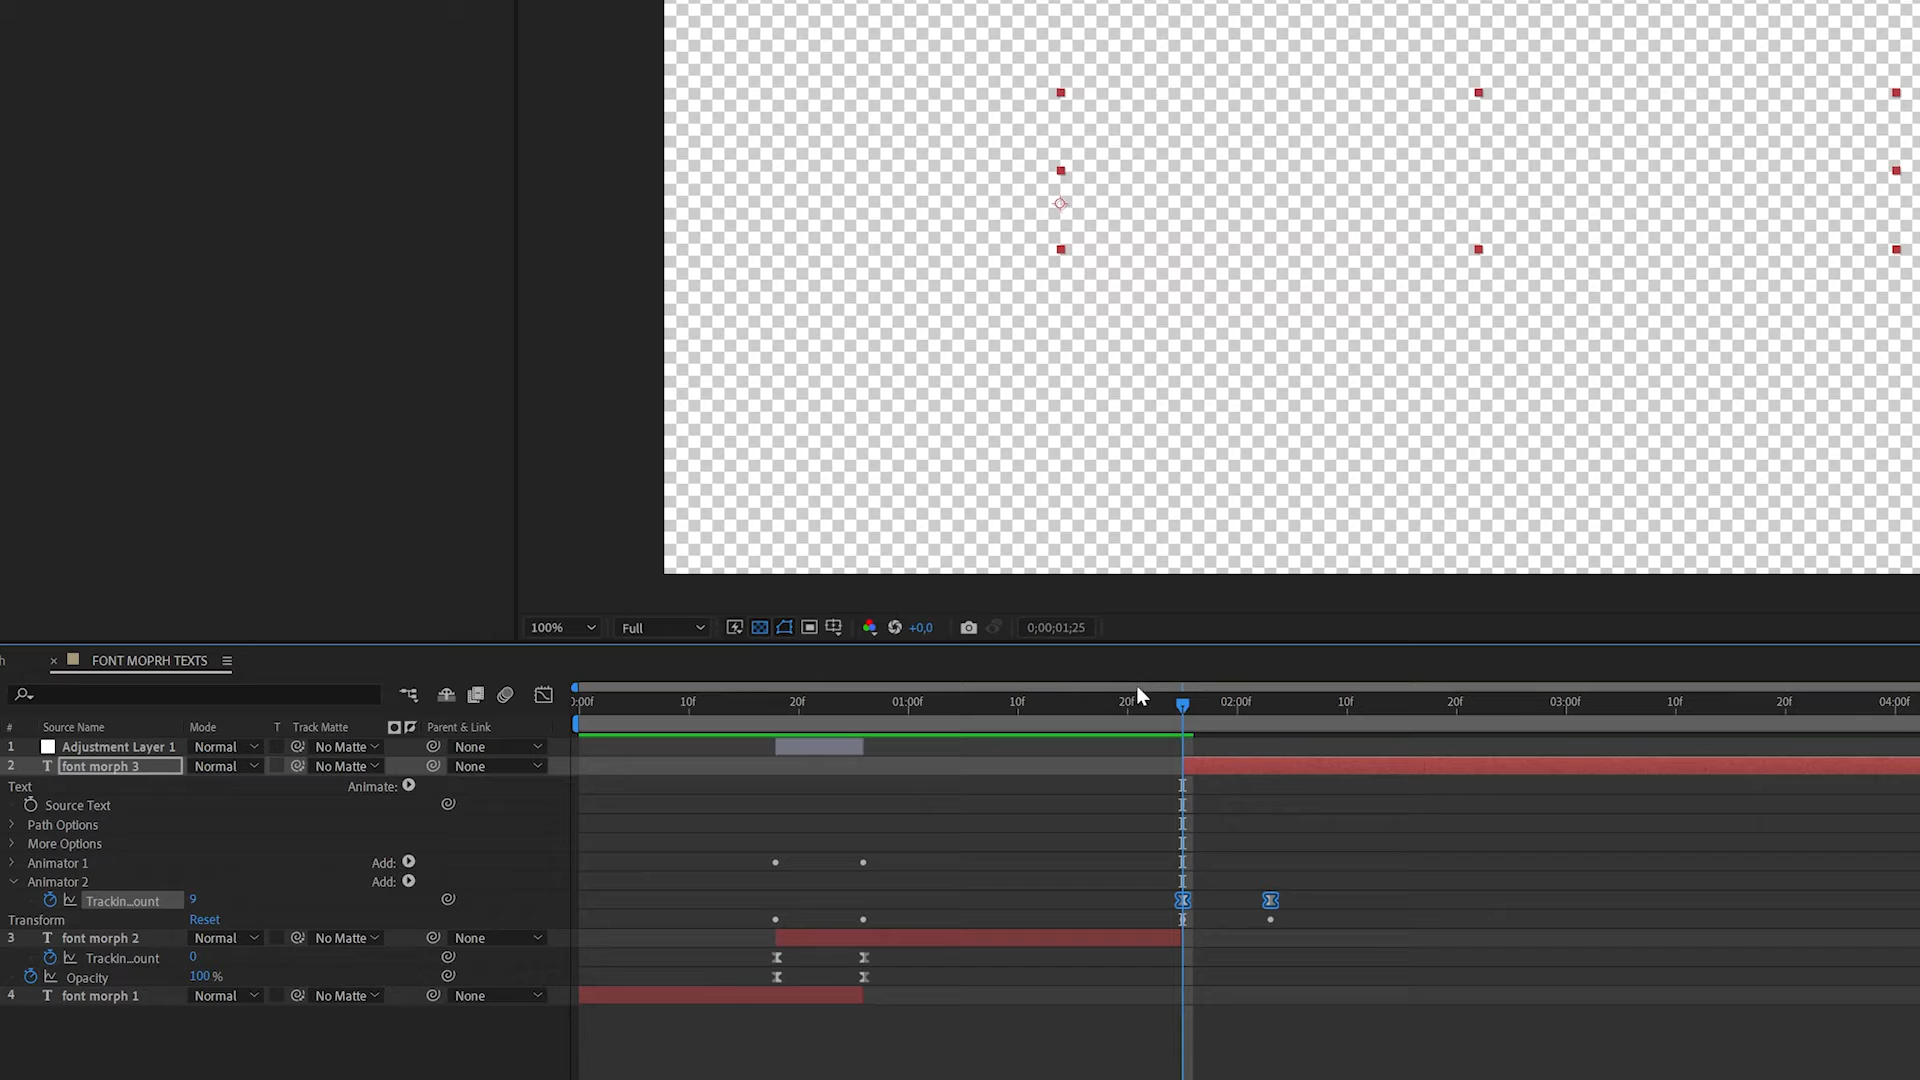 100% Full +0,0 0;00;01;25
FONT MOPRH TEXTS
0:00f 10f 20f 01:00f 10f 20f 02:00f 10f 20f 03:00f 10f 20f 04:00f
# Source Name Mode T Track Matte Parent & Link
1 Adjustment Layer 1 Normal No Matte None
2 T font morph 3 Normal No Matte None
Text Animate:
Source Text
Path Options
More Options
Animator 1 Add:
Animator 2 Add:
Trackin...ount 9
Transform Reset
3 T font morph 2 Normal No Matte None
Trackin...ount 0
Opacity 100 %
4 T font morph 1 Normal No Matte None